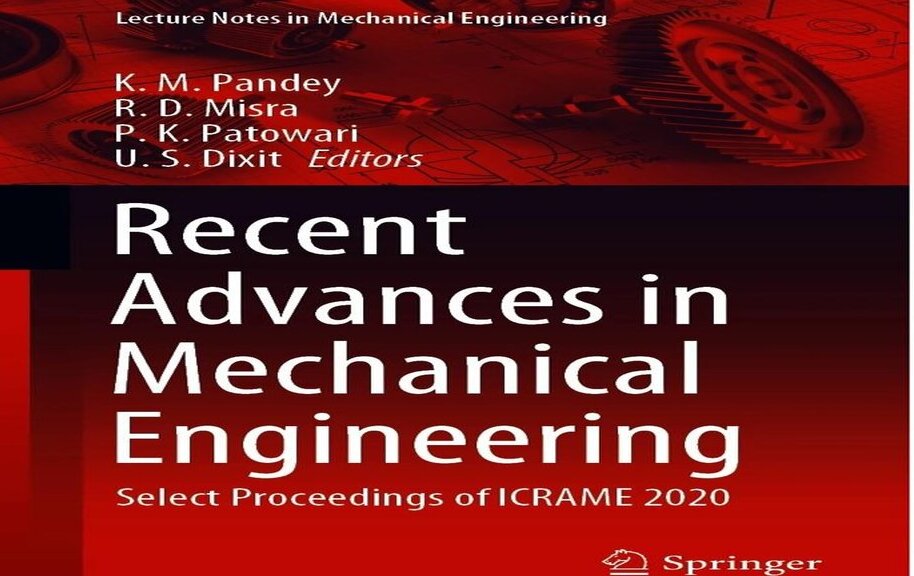 Lecture Notes in Mechanical Engineering
K. M. Pandey
R. D. Misra
P. K. Patowari
U. S. Dixit Editors
Recent
Advances in
Mechanical
Engineering
Select Proceedings of ICRAME 2020
Springer